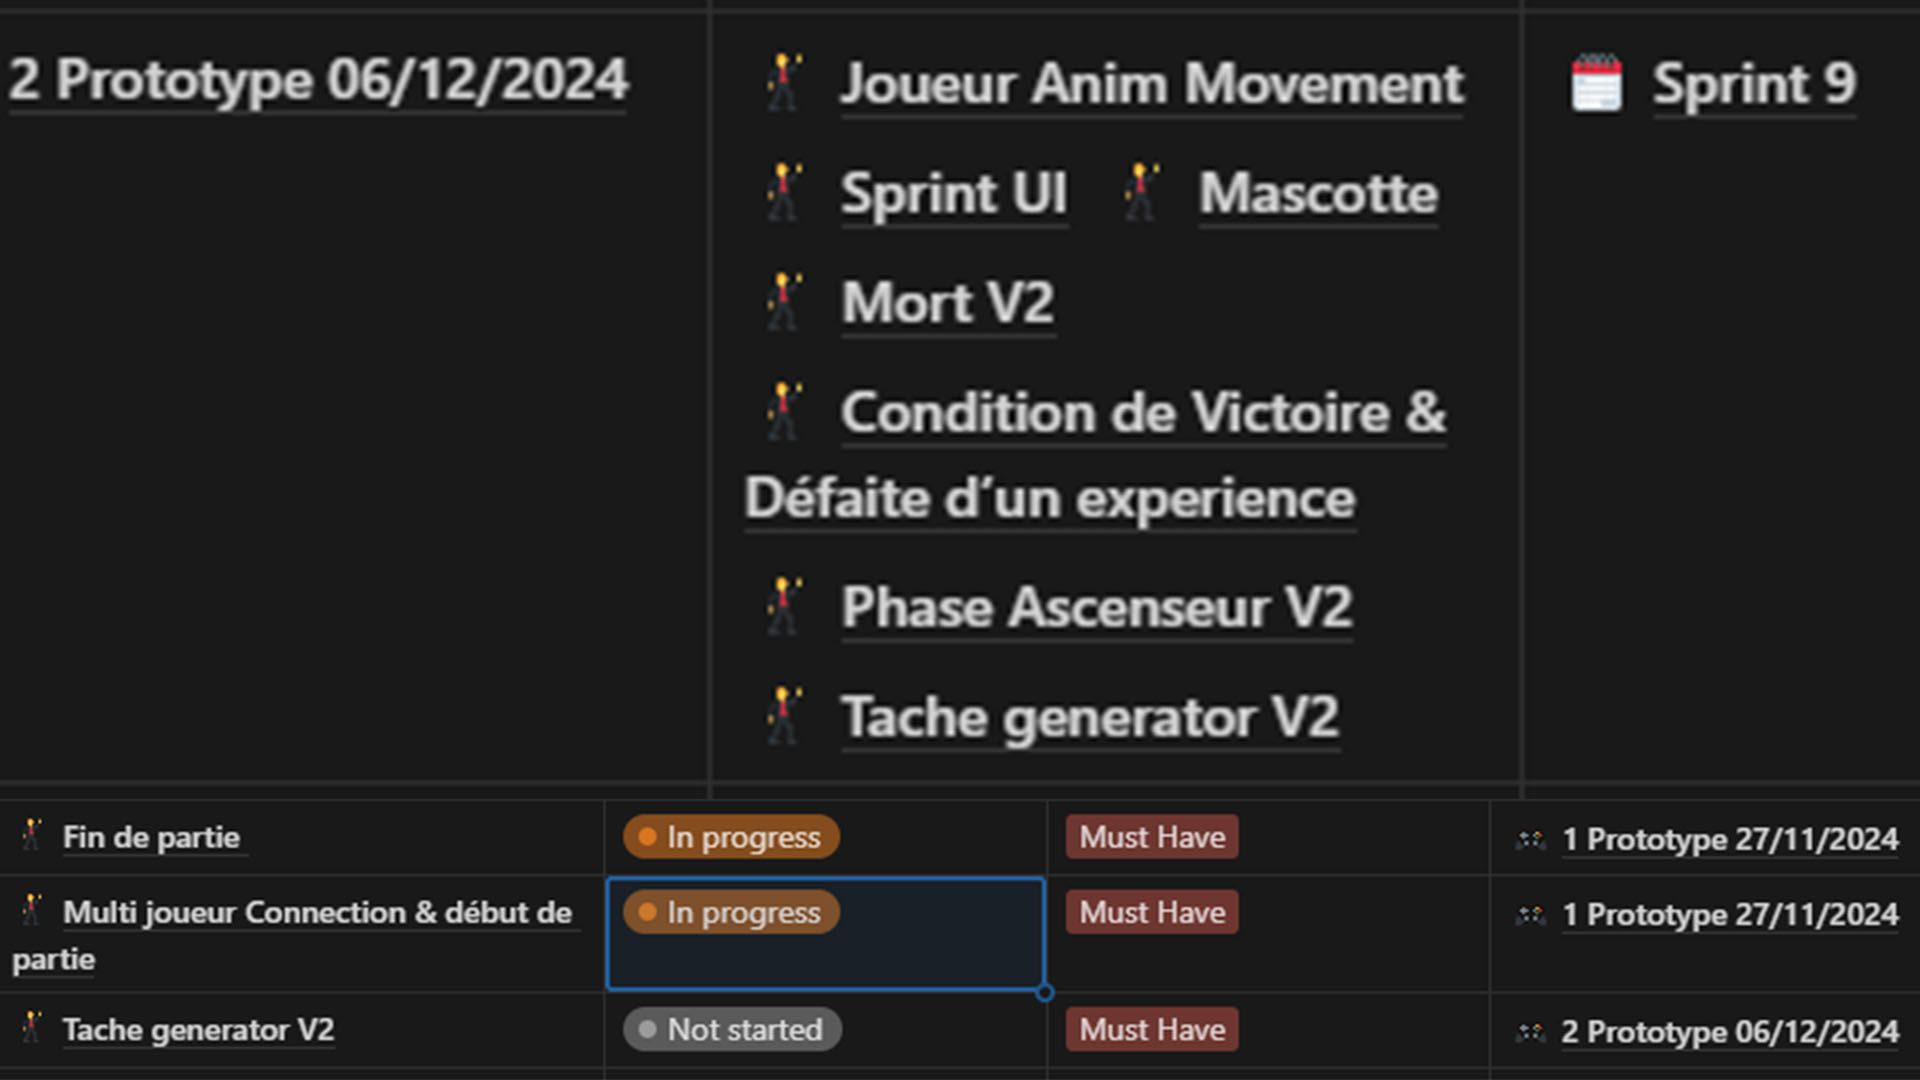 2 Prototype 06/12/2024
Joueur Anim Movement
Sprint UI Mascotte
Mort V2
Condition de Victoire &
Défaite d’un experience
Phase Ascenseur V2
Tache generator V2
Sprint 9
Fin de partie In progress Must Have 1 Prototype 27/11/2024
Multi joueur Connection & début de
partie In progress Must Have 1 Prototype 27/11/2024
Tache generator V2 Not started Must Have 2 Prototype 06/12/2024